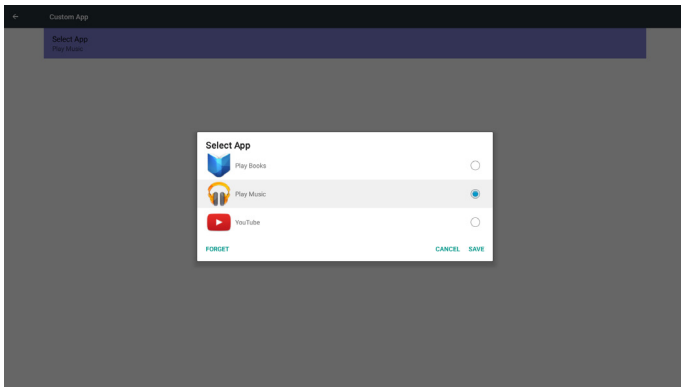 Custom App
Select App
Play Music
Select App
Play Books
Play Music
YouTube
FORGET CANCEL SAVE